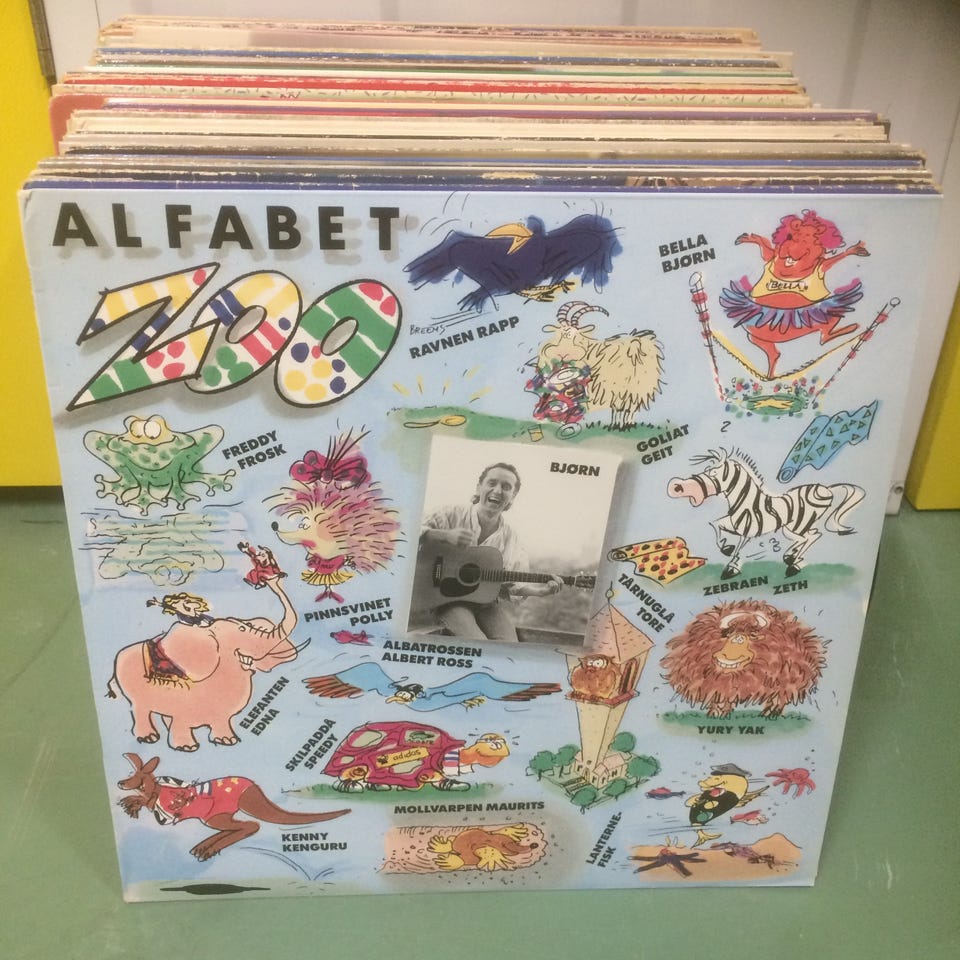 ALFABET
ZOO
BREENS
RAVNEN RAPP
BELLA
BJØRN
BELLA
GOLIAT
GEIT
FREDDY
FROSK
BJØRN
PINNSVINET
POLLY
ZEBRAEN ZETH
TÅRNUGLA
TORE
ALBATROSSEN
ALBERT ROSS
ELEFANTEN
EDNA
YURY YAK
SKILPADDA
SPEEDY
adidas
MOLLVARPEN MAURITS
KENNY
KENGURU
LANTERNE-
FISK